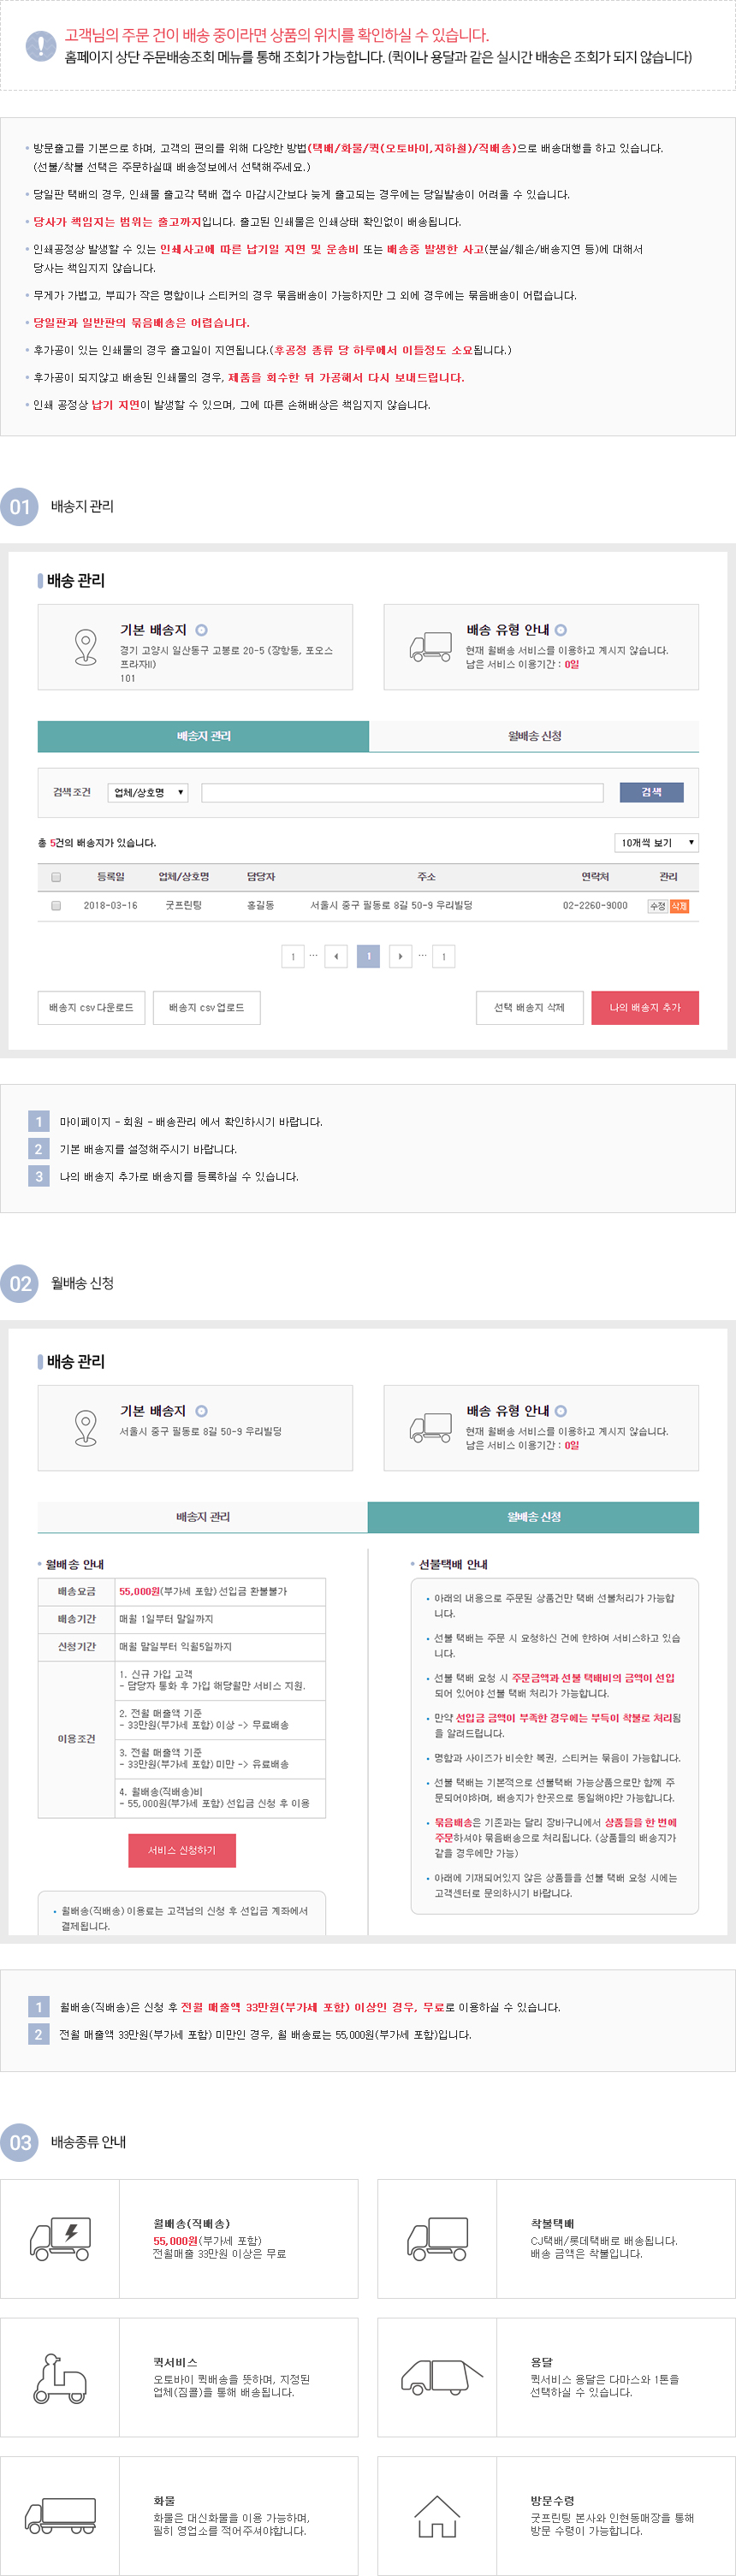 고객님의 주문 건이 배송 중이라면 상품의 위치를 확인하실 수 있습니다.
홈페이지 상단 주문배송조회 메뉴를 통해 조회가 가능합니다. (퀵이나 용달과 같은 실시간 배송은 조회가 되지 않습니다)
방문출고를 기본으로 하며, 고객의 편의를 위해 다양한 방법(택배/화물/퀵(오토바이,지하철)/직배송)으로 배송대행을 하고 있습니다.
(선불/착불 선택은 주문하실때 배송정보에서 선택해주세요.)
당일판 택배의 경우, 인쇄물 출고각 택배 접수 마감시간보다 늦게 출고되는 경우에는 당일발송이 어려울 수 있습니다.
당사가 책임지는 범위는 출고까지입니다. 출고된 인쇄물은 인쇄상태 확인없이 배송됩니다.
인쇄공정상 발생할 수 있는 인쇄사고에 따른 납기일 지연 및 운송비 또는 배송중 발생한 사고(분실/훼손/배송지연 등)에 대해서
당사는 책임지지 않습니다.
무게가 가볍고, 부피가 작은 명함이나 스티커의 경우 묶음배송이 가능하지만 그 외에 경우에는 묶음배송이 어렵습니다.
당일판과 일반판의 묶음배송은 어렵습니다.
후가공이 있는 인쇄물의 경우 출고일이 지연됩니다.(후공정 종류 당 하루에서 이틀정도 소요됩니다.)
후가공이 되지않고 배송된 인쇄물의 경우, 제품을 회수한 뒤 가공해서 다시 보내드립니다.
인쇄 공정상 납기 지연이 발생할 수 있으며, 그에 따른 손해배상은 책임지지 않습니다.
01 배송지 관리
배송 관리
기본 배송지
경기 고양시 일산동구 고봉로 20-5 (장항동, 포오스
프라자II)
101
배송 유형 안내
현재 월배송 서비스를 이용하고 계시지 않습니다.
남은 서비스 이용기간 : 0일
배송지 관리 월배송 신청
검색 조건 업체/상호명 검색
총 5건의 배송지가 있습니다. 10개씩 보기
등록일 업체/상호명 담당자 주소 연락처 관리
2018-03-16 굿프린팅 홍길동 서울시 중구 필동로 8길 50-9 우리빌딩 02-2260-9000 수정 삭제
1 ... 1 ... 1
배송지 csv 다운로드 배송지 csv 업로드 선택 배송지 삭제 나의 배송지 추가
1 마이페이지 - 회원 - 배송관리 에서 확인하시기 바랍니다.
2 기본 배송지를 설정해주시기 바랍니다.
3 나의 배송지 추가로 배송지를 등록하실 수 있습니다.
02 월배송 신청
배송 관리
기본 배송지
서울시 중구 필동로 8길 50-9 우리빌딩
배송 유형 안내
현재 월배송 서비스를 이용하고 계시지 않습니다.
남은 서비스 이용기간 : 0일
배송지 관리 월배송 신청
월배송 안내
배송요금 55,000원(부가세 포함) 선입금 환불불가
배송기간 매월 1일부터 말일까지
신청기간 매월 말일부터 익월5일까지
이용조건
1. 신규 가입 고객
- 담당자 통화 후 가입 해당월만 서비스 지원.
2. 전월 매출액 기준
- 33만원(부가세 포함) 이상 -> 무료배송
3. 전월 매출액 기준
- 33만원(부가세 포함) 미만 -> 유료배송
4. 월배송(직배송)비
- 55,000원(부가세 포함) 선입금 신청 후 이용
서비스 신청하기
월배송(직배송) 이용료는 고객님의 신청 후 선입금 계좌에서
결제됩니다.
선불택배 안내
아래의 내용으로 주문된 상품건만 택배 선불처리가 가능합
니다.
선불 택배는 주문 시 요청하신 건에 한하여 서비스하고 있습
니다.
선불 택배 요청 시 주문금액과 선불 택배비의 금액이 선입
되어 있어야 선불 택배 처리가 가능합니다.
만약 선입금 금액이 부족한 경우에는 부득이 착불로 처리됨
을 알려드립니다.
명함과 사이즈가 비슷한 복권, 스티커는 묶음이 가능합니다.
선불 택배는 기본적으로 선불택배 가능상품으로만 함께 주
문되어야하며, 배송지가 한곳으로 동일해야만 가능합니다.
묶음배송은 기존과는 달리 장바구니에서 상품들을 한 번에
주문하셔야 묶음배송으로 처리됩니다. (상품들의 배송지가
같을 경우에만 가능)
아래에 기재되어있지 않은 상품들을 선불 택배 요청 시에는
고객센터로 문의하시기 바랍니다.
1 월배송(직배송)은 신청 후 전월 매출액 33만원(부가세 포함) 이상인 경우, 무료로 이용하실 수 있습니다.
2 전월 매출액 33만원(부가세 포함) 미만인 경우, 월 배송료는 55,000원(부가세 포함)입니다.
03 배송종류 안내
월배송(직배송)
55,000원(부가세 포함)
전월매출 33만원 이상은 무료
착불택배
CJ택배/롯데택배로 배송됩니다.
배송 금액은 착불입니다.
퀵서비스
오토바이 퀵배송을 뜻하며, 지정된
업체(짐콜)을 통해 배송됩니다.
용달
퀵서비스 용달은 다마스와 1톤을
선택하실 수 있습니다.
화물
화물은 대신화물을 이용 가능하며,
필히 영업소를 적어주셔야합니다.
방문수령
굿프린팅 본사와 인현동매장을 통해
방문 수령이 가능합니다.